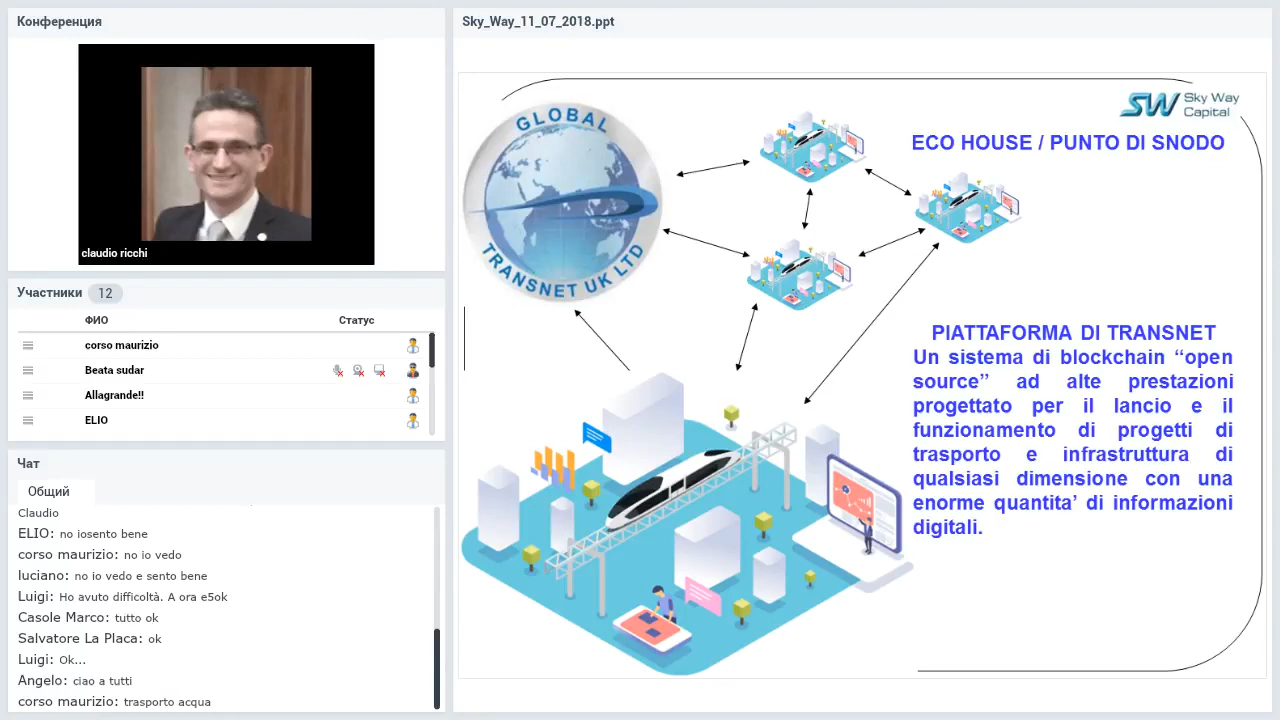 Конференция
claudio ricchi
Участники 12
ФИО Статус
corso maurizio
Beata sudar
Allagrande!!
ELIO
Чат
Общий
Claudio
ELIO: no iosento bene
corso maurizio: no io vedo
luciano: no io vedo e sento bene
Luigi: Ho avuto difficoltà. A ora e5ok
Casole Marco: tutto ok
Salvatore La Placa: ok
Luigi: Ok...
Angelo: ciao a tutti
corso maurizio: trasporto acqua
Sky_Way_11_07_2018.ppt
GLOBAL
TRANSNET UK LTD
SW Sky Way
Capital
ECO HOUSE / PUNTO DI SNODO
PIATTAFORMA DI TRANSNET
Un sistema di blockchain “open
source” ad alte prestazioni
progettato per il lancio e il
funzionamento di progetti di
trasporto e infrastruttura di
qualsiasi dimensione con una
enorme quantita’ di informazioni
digitali.